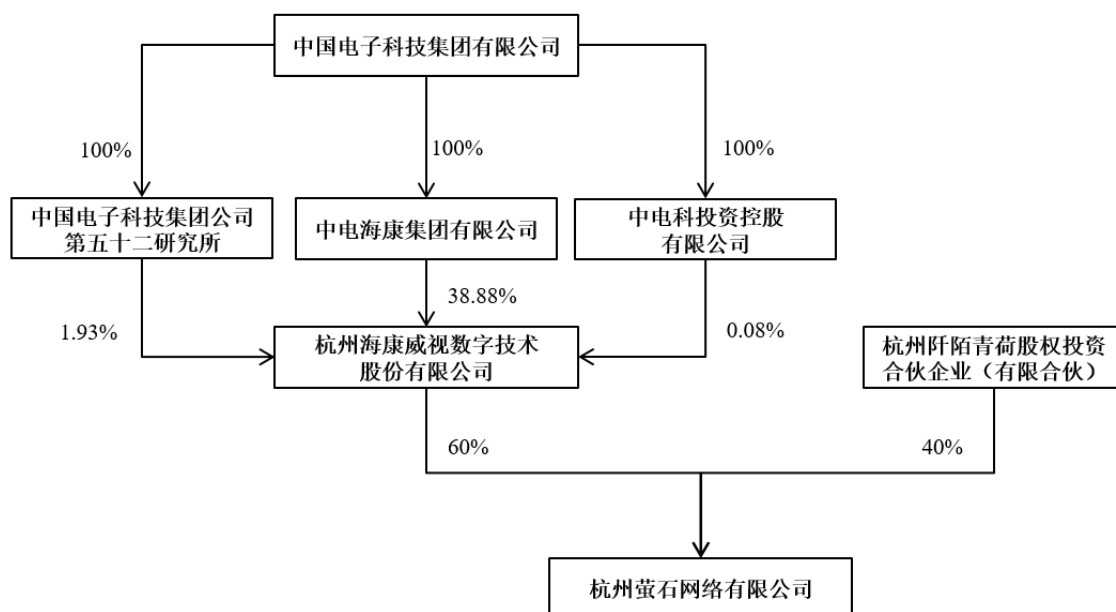 中国电子科技集团有限公司
100%
100%
100%
中国电子科技集团公司
第五十二研究所
中电海康集团有限公司
中电科投资控股
有限公司
1.93%
38.88%
0.08%
杭州海康威视数字技术
股份有限公司
杭州阡陌青荷股权投资
合伙企业（有限合伙）
60%
40%
杭州萤石网络有限公司